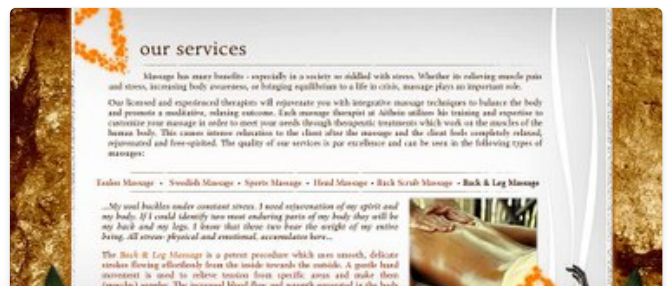 our services
Massage has many benefits - especially in a society so riddled with stress. Whether its relieving muscle pain
and stress, increasing body awareness, or bringing equilibrium to a life in crisis, massage plays an important role.
Our licensed and experienced therapists will rejuvenate you with integrative massage techniques to balance the body
and promote a meditative, relaxing outcome. Each massage therapist at Aithein utilises his training and expertise to
customize your massage in order to meet your needs through therapeutic treatments which work on the muscles of the
human body. This causes intense relaxation to the client after the massage and the client feels completely relaxed,
rejuvenated and free-spirited. The quality of our services is par excellence and can be seen in the following types of
massages:
Massage • Swedish Massage • Sports Massage • Head Massage • Back Scrub Massage • Back & Leg Massage
...My soul buckles under constant stress. I need rejuvenation of my spirit and
my body. If I could identify two most enduring parts of my body they will be
my back and my legs. I know that these two bear the weight of my entire
being. All stress- physical and emotional, accumulates here...
The Back & Leg Massage is a potent procedure which uses smooth, delicate
strokes flowing effortlessly from the inside towards the outside. A gentle hand
movement is used to relieve tension from specific areas and make them